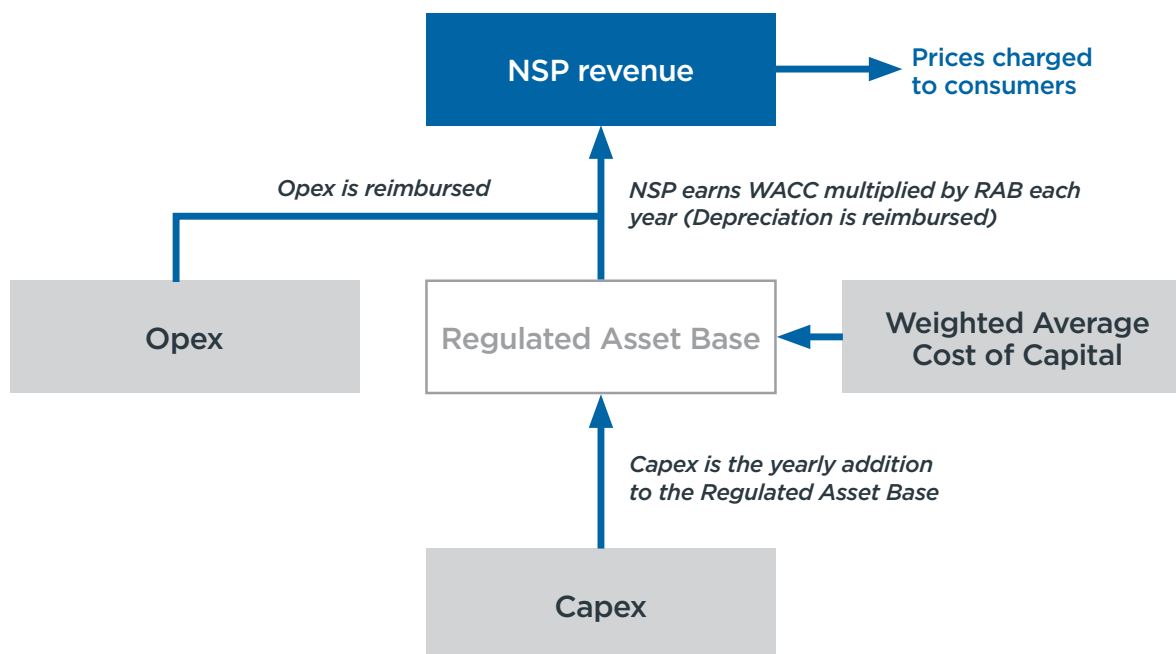 NSP revenue
Prices charged
to consumers
Opex is reimbursed
NSP earns WACC multiplied by RAB each
year (Depreciation is reimbursed)
Opex
Regulated Asset Base
Weighted Average
Cost of Capital
Capex is the yearly addition
to the Regulated Asset Base
Capex